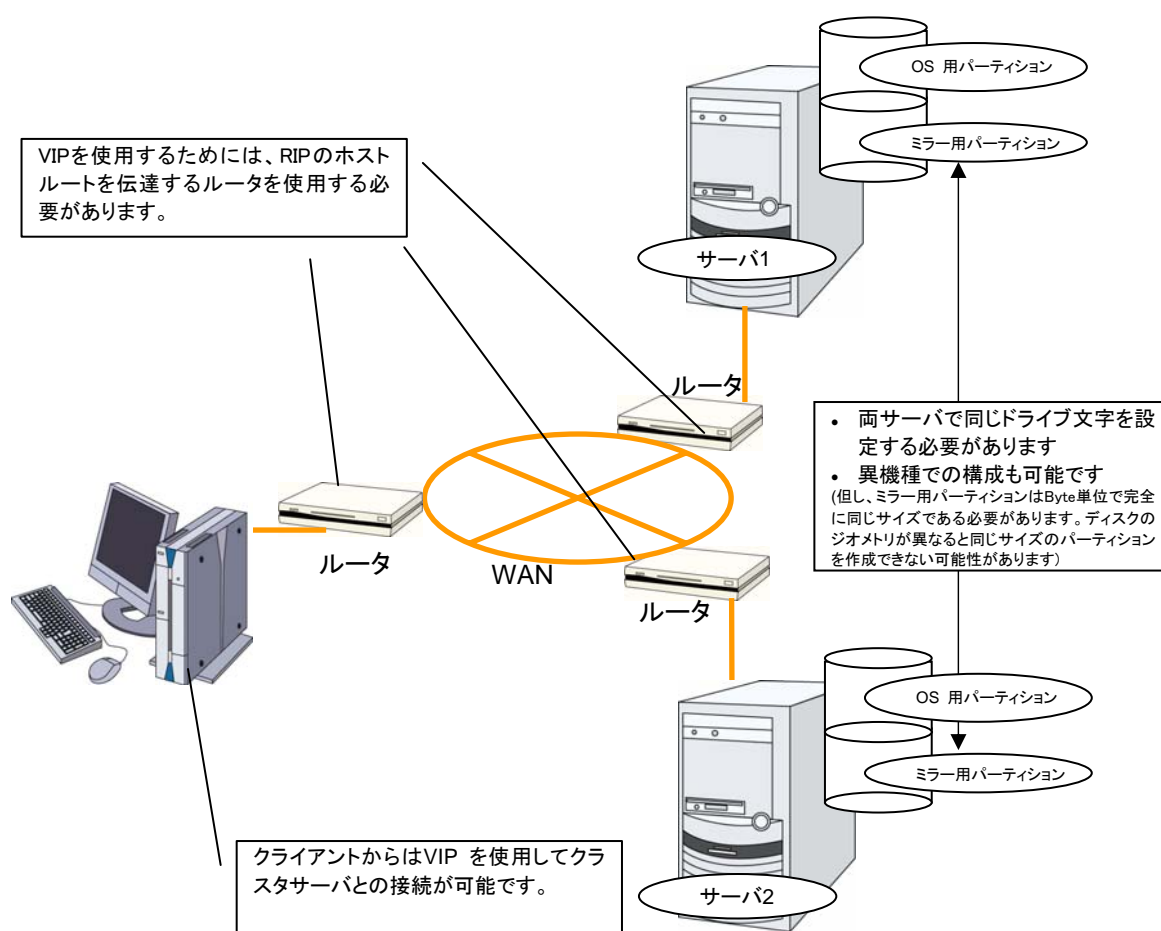 OS 用パーティション
ミラー用パーティション
VIPを使用するためには、RIPのホスト
ルートを伝達するルータを使用する必
要があります。
サーバ1
ルータ
• 両サーバで同じドライブ文字を設
定する必要があります
• 異機種での構成も可能です
(但し、ミラー用パーティションはByte単位で完全
に同じサイズである必要があります。ディスクの
ジオメトリが異なると同じサイズのパーティション
を作成できない可能性があります)
ルータ
WAN
ルータ
OS 用パーティション
ミラー用パーティション
クライアントからはVIP を使用してクラ
スタサーバとの接続が可能です。
サーバ2